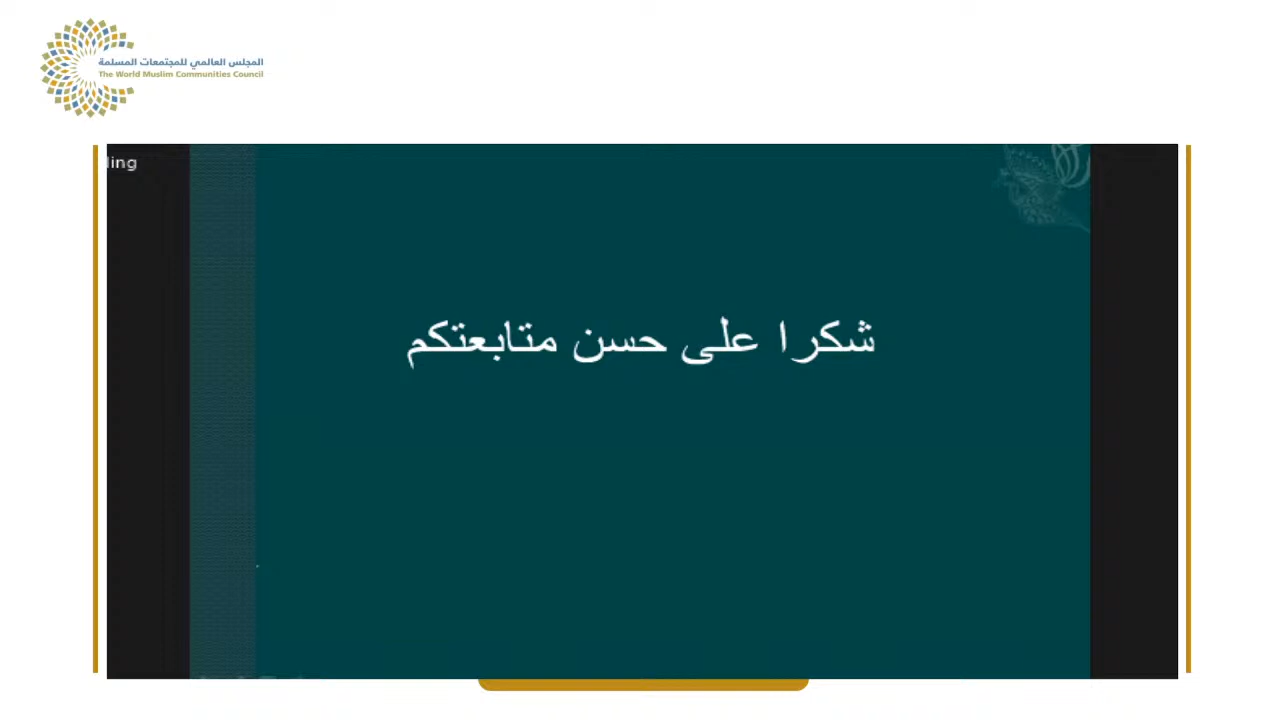 المجلس العالمي للمجتمعات المسلمة
The World Muslim Communities Council
ling
شكرا على حسن متابعتكم